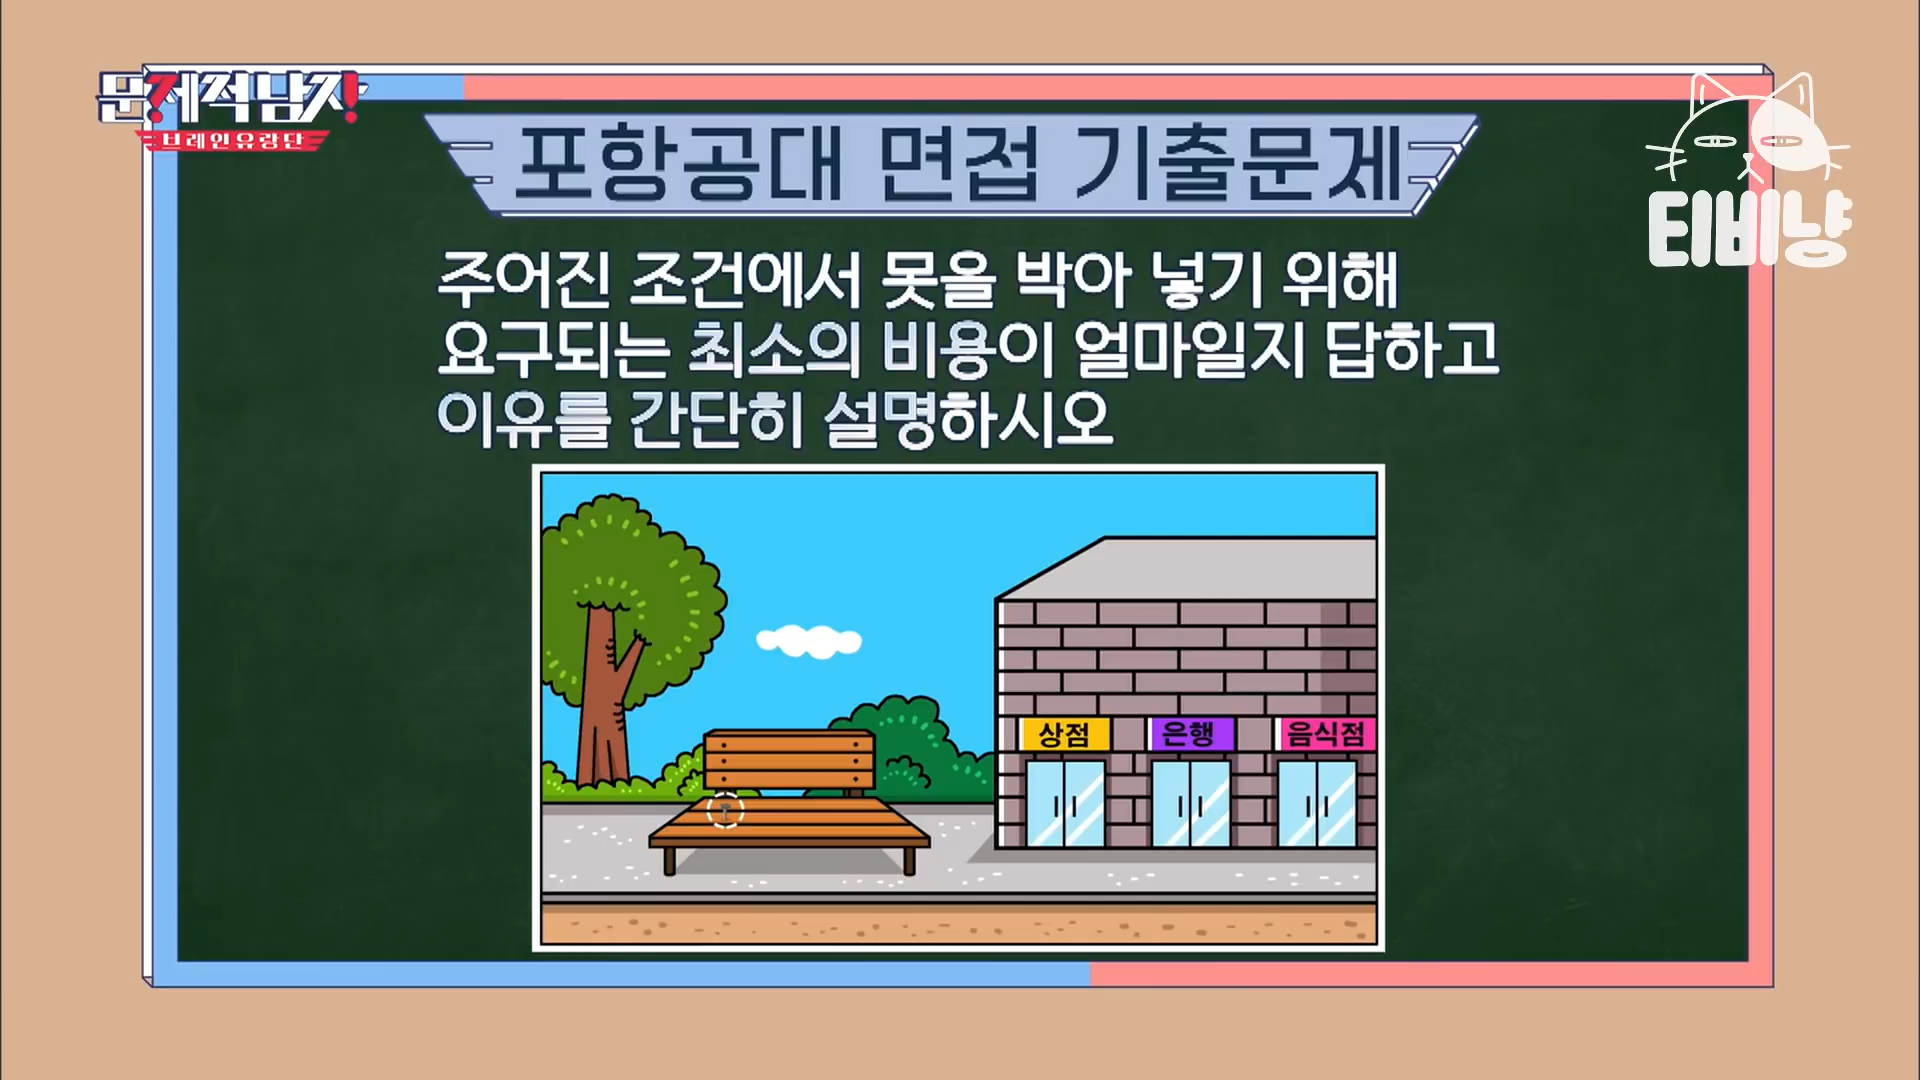 문제적남자!
브레인유랑단
티비냥
포항공대 면접 기출문제
주어진 조건에서 못을 박아 넣기 위해
요구되는 최소의 비용이 얼마일지 답하고
이유를 간단히 설명하시오
상점
은행
음식점